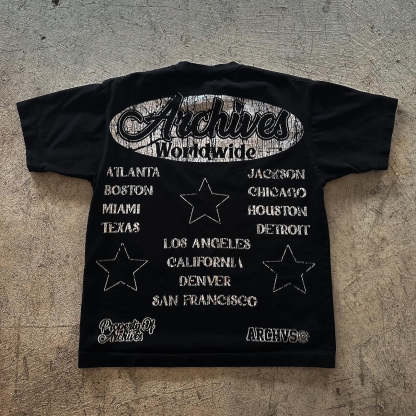 Archives
Worldwide
ATLANTA
JACKSON
BOSTON
CHICAGO
MIAMI
HOUSTON
TEXAS
DETROIT
LOS ANGELES
CALIFORNIA
DENVER
SAN FRANCISCO
Property Of
Archives
ARCHVS®